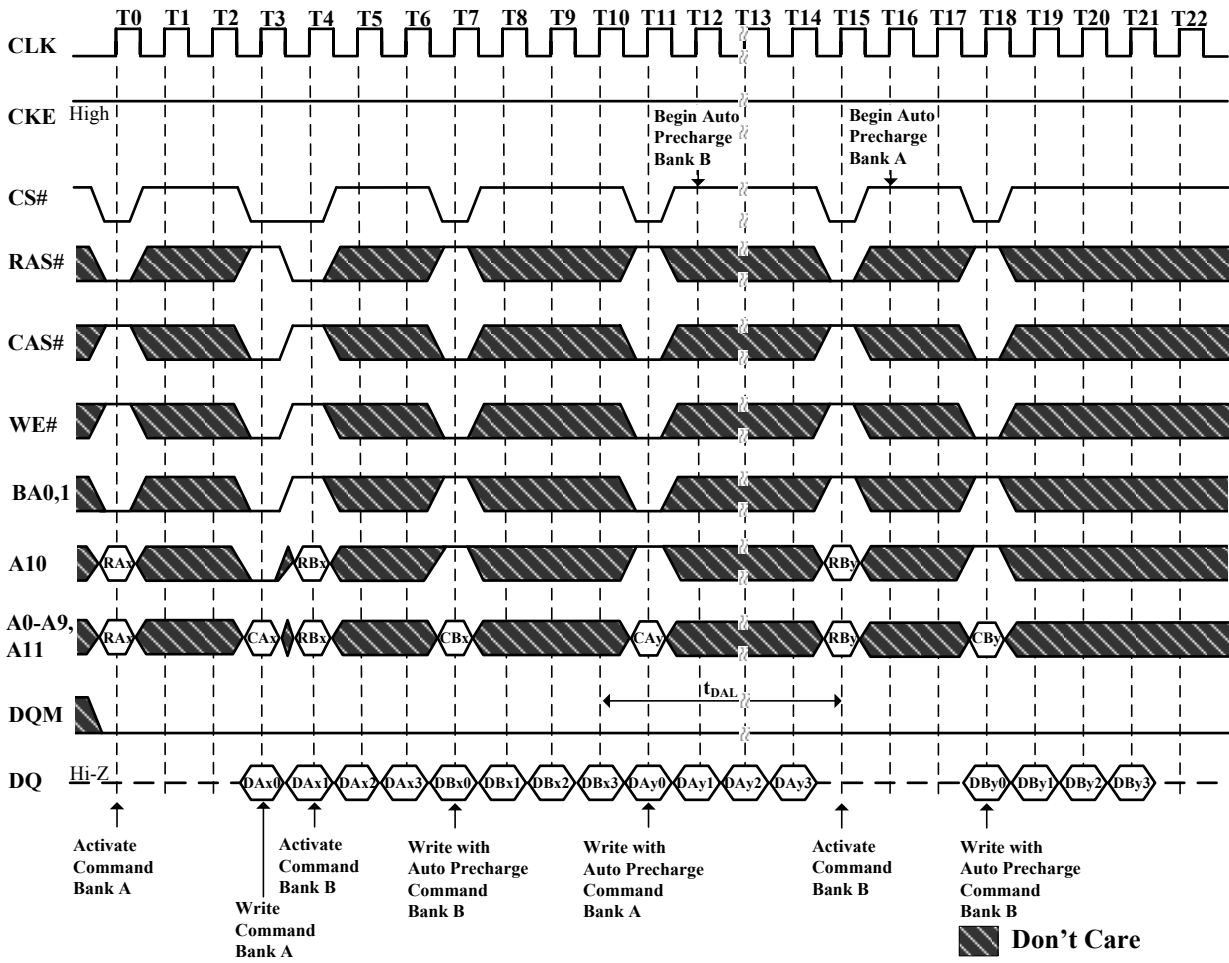 T0 T1 T2 T3 T4 T5 T6 T7 T8 T9 T10 T11 T12 T13 T14 T15 T16 T17 T18 T19 T20 T21 T22
CLK
CKE High
Begin Auto
Precharge
Bank B
Begin Auto
Precharge
Bank A
CS#
RAS#
CAS#
WE#
BA0,1
A10 RAx RBx RBy
A0-A9,
A11
RAx CAx RBx CBx CAy RBy CBy
tDAL
DQM
DQ Hi-Z DAx0 DAx1 DAx2 DAx3 DBx0 DBx1 DBx2 DBx3 DAy0 DAy1 DAy2 DAy3 DBy0 DBy1 DBy2 DBy3
Activate
Command
Bank A
Write
Command
Bank A
Activate
Command
Bank B
Write with
Auto Precharge
Command
Bank B
Write with
Auto Precharge
Command
Bank A
Activate
Command
Bank B
Write with
Auto Precharge
Command
Bank B
Don't Care